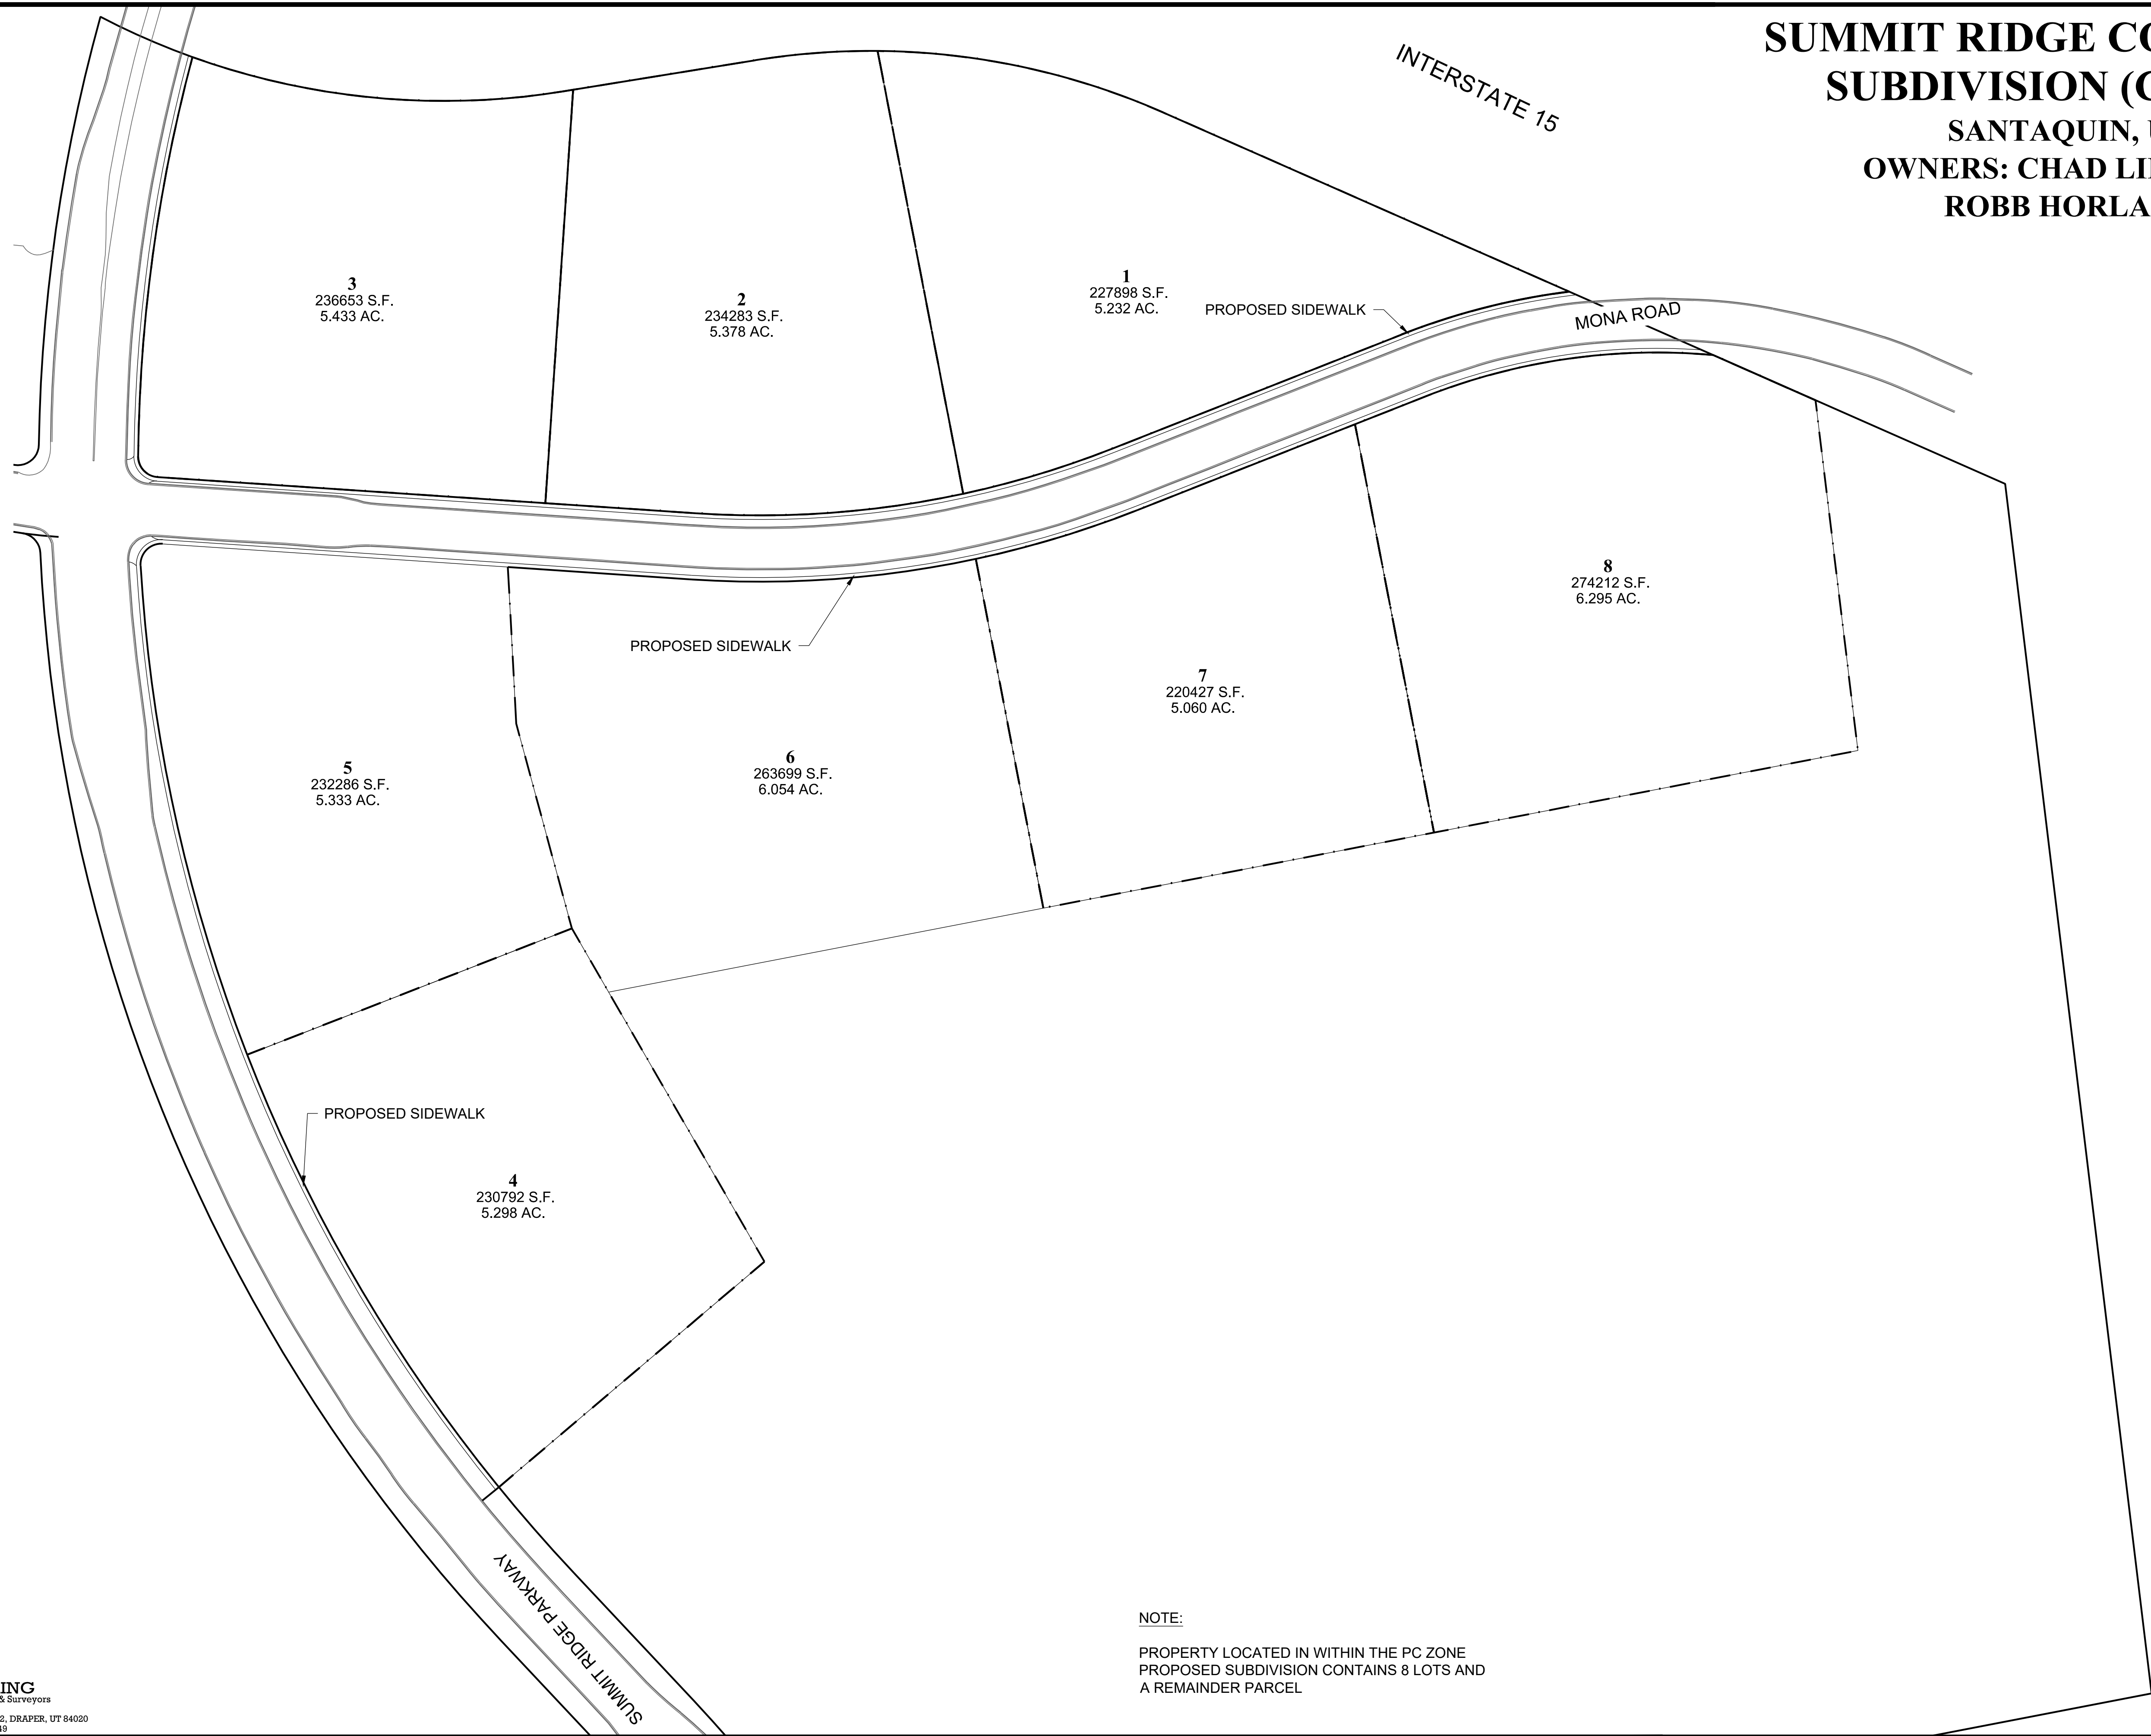 SUMMIT RIDGE
SUBDIVISION
SANTAQUIN,
OWNERS: CHAD
ROBB
INTERSTATE 15
3
236653 S.F.
5.433 AC.
2
234283 S.F.
5.378 AC.
1
227898 S.F.
5.232 AC.
PROPOSED SIDEWALK
MONA ROAD
8
274212 S.F.
6.295 AC.
PROPOSED SIDEWALK
7
220427 S.F.
5.060 AC.
5
232286 S.F.
5.333 AC.
6
263699 S.F.
6.054 AC.
PROPOSED SIDEWALK
4
230792 S.F.
5.298 AC.
SUMMIT RIDGE PARKWAY
NOTE:
PROPERTY LOCATED IN WITHIN THE PC ZONE
PROPOSED SUBDIVISION CONTAINS 8 LOTS AND
A REMAINDER PARCEL
ING
& Surveyors
2, DRAPER, UT 84020
49